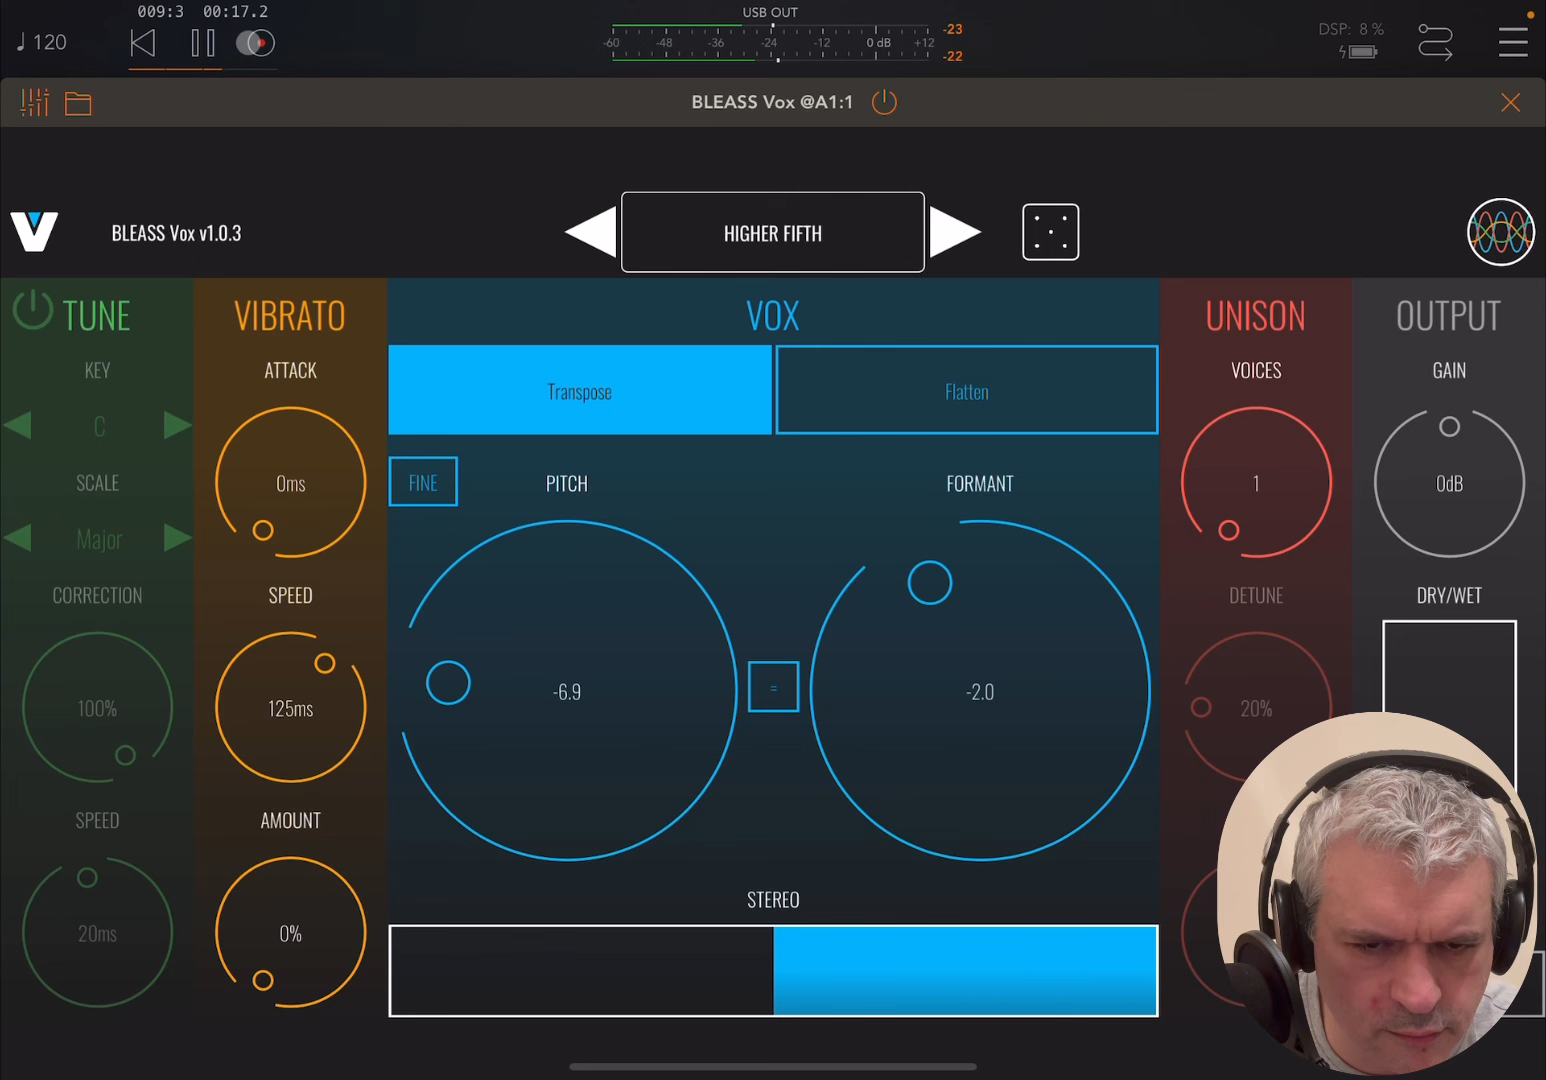 009:3 00:17.2
120
USB OUT
-60 -48 -36 -24 -12 0 dB +12
-23
-22
DSP: 8 %
BLEASS Vox @A1:1
BLEASS Vox v1.0.3
HIGHER FIFTH
TUNE
KEY
C
SCALE
Major
CORRECTION
100%
SPEED
20ms
VIBRATO
ATTACK
0ms
SPEED
125ms
AMOUNT
0%
VOX
Transpose
Flatten
FINE
PITCH
-6.9
=
FORMANT
-2.0
STEREO
UNISON
VOICES
1
DETUNE
20%
OUTPUT
GAIN
0dB
DRY/WET